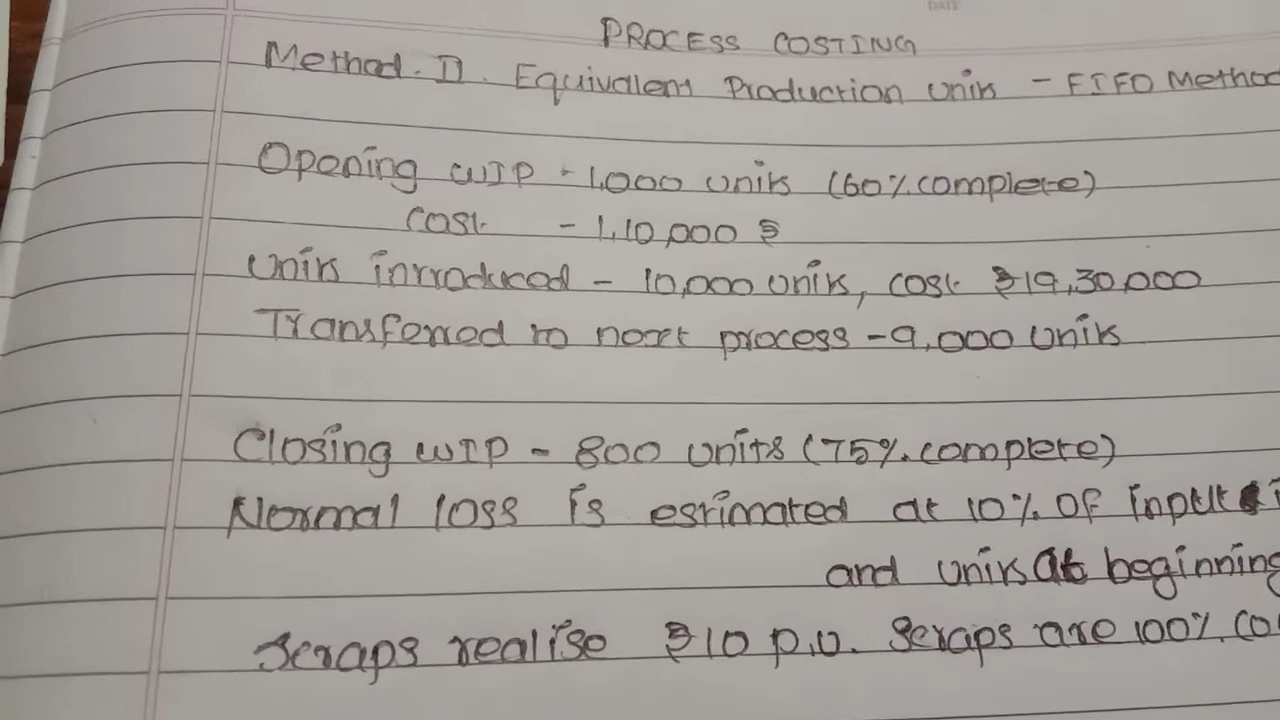 DATE
PROCESS COSTING
Method. II. Equivalent Production Units - FIFO Method
Opening WIP - 1,000 units (60% complete)
Cost - 1,10,000 ₹
Units introduced - 10,000 units, cost ₹19,30,000
Transferred to next process - 9,000 Units
Closing WIP - 800 units (75% complete)
Normal loss is estimated at 10% of input
and units at beginning
Scraps realise ₹10 p.u. Scraps are 100%